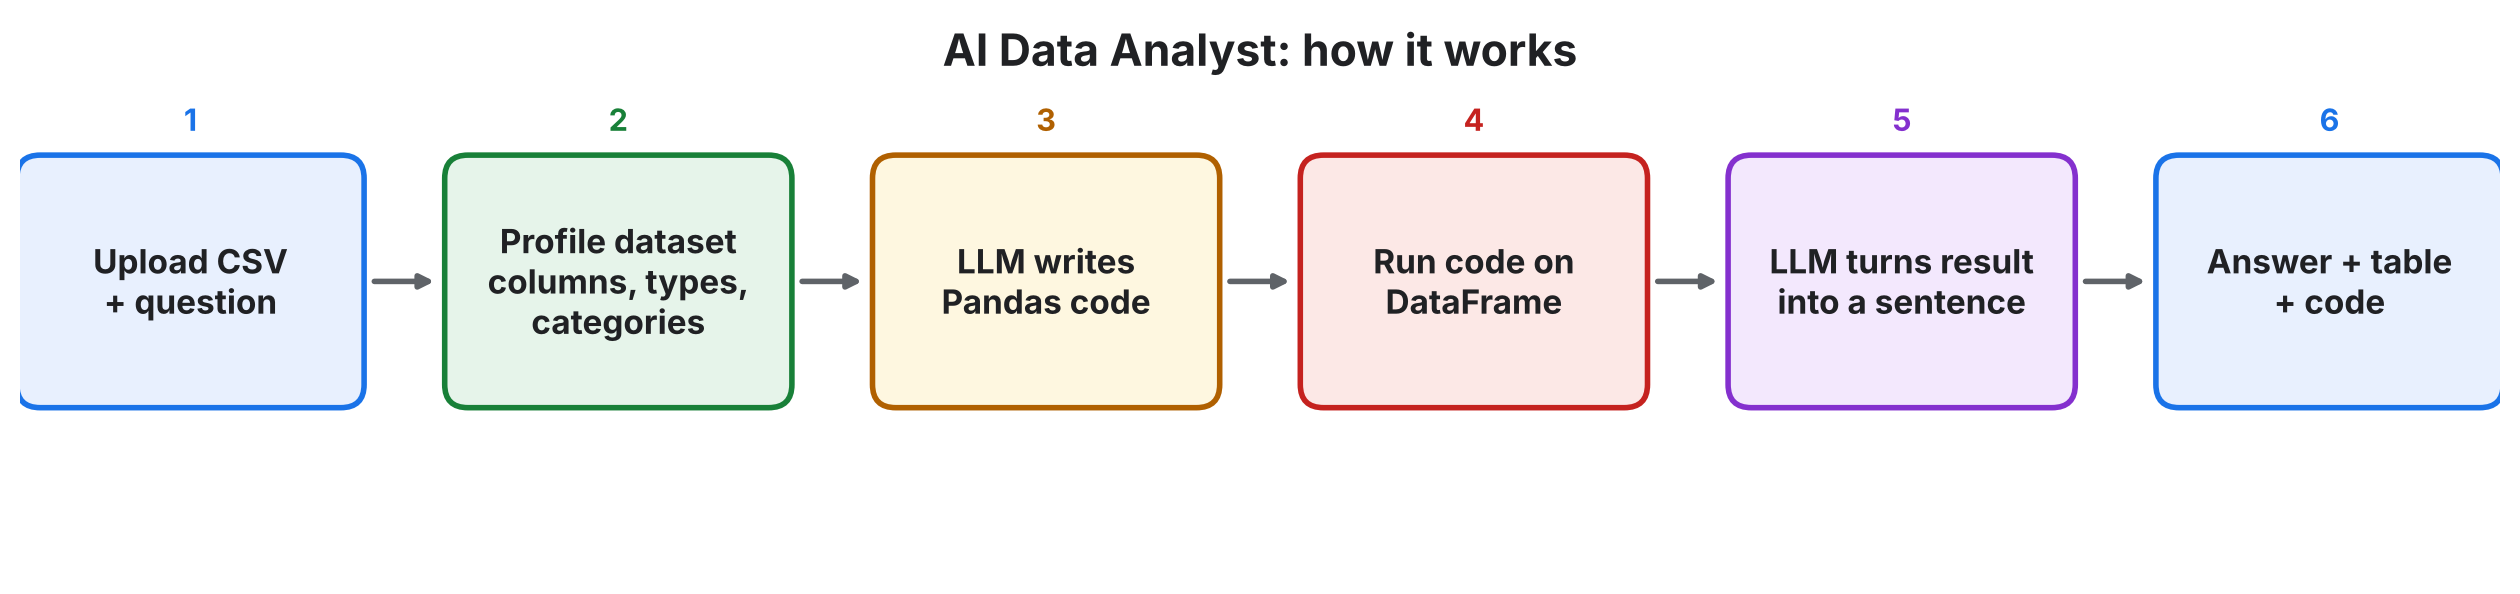 AI Data Analyst: how it works
1
2
3
4
5
6
Upload CSV
+ question
Profile dataset,
columns, types,
categories
LLM writes
Pandas code
Run code on
DataFrame
LLM turns result
into a sentence
Answer + table
+ code